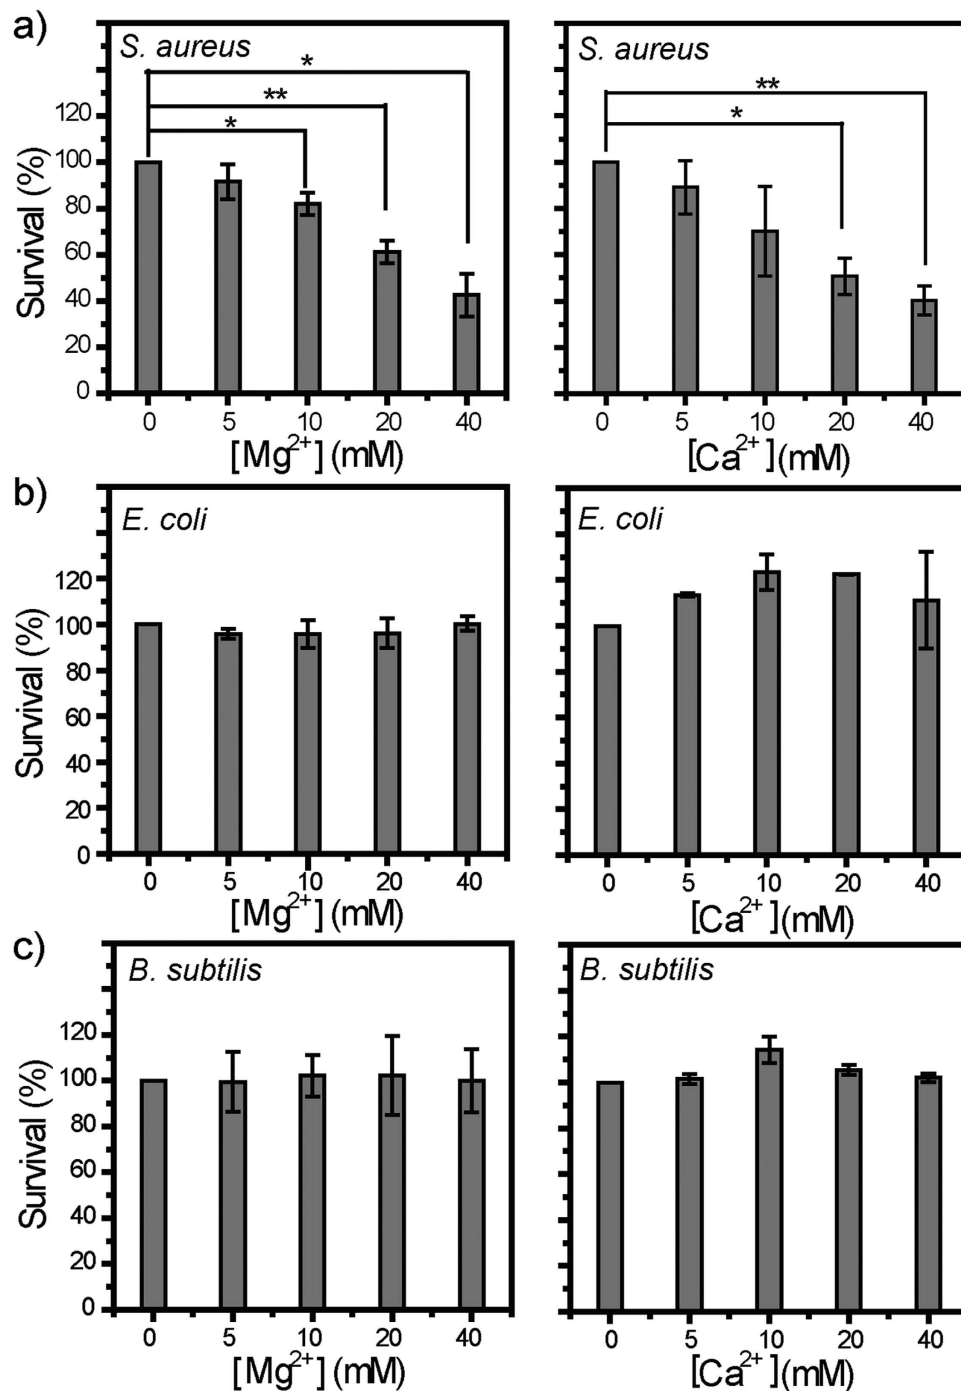 a)
S. aureus
*
**
*
Survival (%)
120
100
80
60
40
20
0
0 5 10 20 40
[Mg²⁺] (mM)
S. aureus
**
*
0 5 10 20 40
[Ca²⁺] (mM)
b)
E. coli
Survival (%)
120
100
80
60
40
20
0
0 5 10 20 40
[Mg²⁺] (mM)
E. coli
0 5 10 20 40
[Ca²⁺] (mM)
c)
B. subtilis
Survival (%)
120
100
80
60
40
20
0
0 5 10 20 40
[Mg²⁺] (mM)
B. subtilis
0 5 10 20 40
[Ca²⁺] (mM)